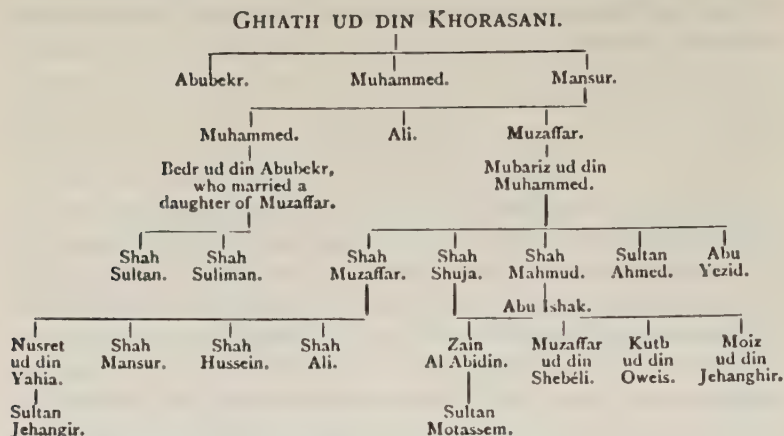 GHIATH UD DIN KHORASANI.
Abubekr. Muhammed. Mansur.
Muhammed. Ali. Muzaffar.
Bedr ud din Abubekr,
who married a
daughter of Muzaffar.
Mubariz ud din
Muhammed.
Shah
Sultan.
Shah
Suliman.
Shah
Muzaffar.
Shah
Shuja.
Shah
Mahmud.
Sultan
Ahmed.
Abu
Yezid.
Abu Ishak.
Nusret
ud din
Yahia.
Shah
Mansur.
Shah
Hussein.
Shah
Ali.
Zain
Al Abidin.
Muzaffar
ud din
Shebéli.
Kutb
ud din
Oweis.
Moiz
ud din
Jehanghir.
Sultan
Jehangir.
Sultan
Motassem.